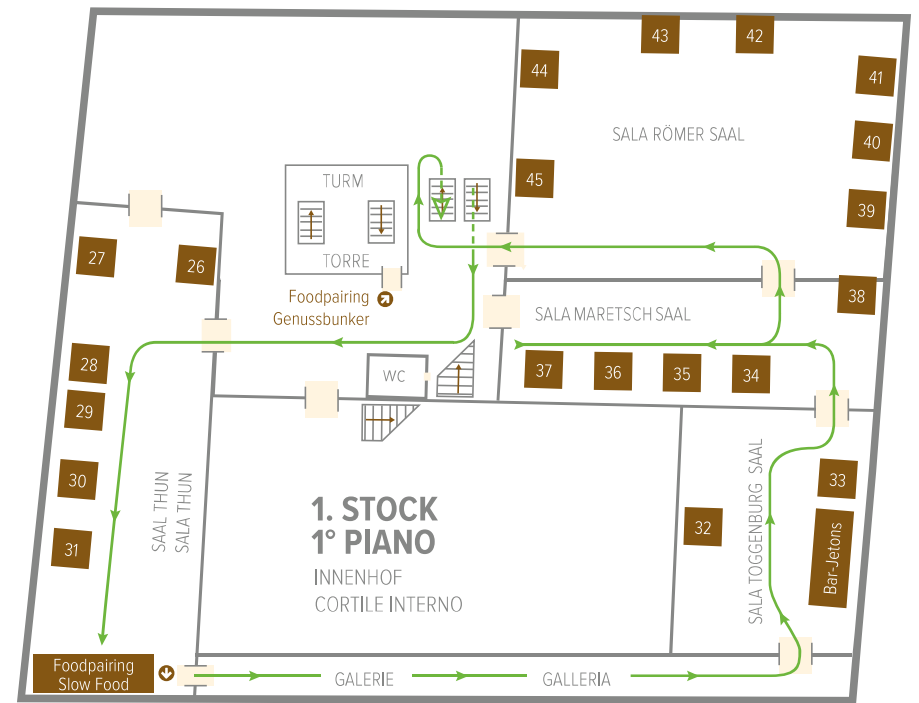 43
42
44
41
SALA RÖMER SAAL
40
TURM
45
39
TORRE
27
26
Foodpairing
Genussbunker
38
SALA MARETSCH SAAL
28
WC
37
36
35
34
29
30
SAAL THUN
SALA THUN
31
1. STOCK
1° PIANO
INNENHOF
CORTILE INTERNO
32
SALA TOGGENBURG SAAL
33
Bar-Jetons
Foodpairing
Slow Food
GALERIE
GALLERIA